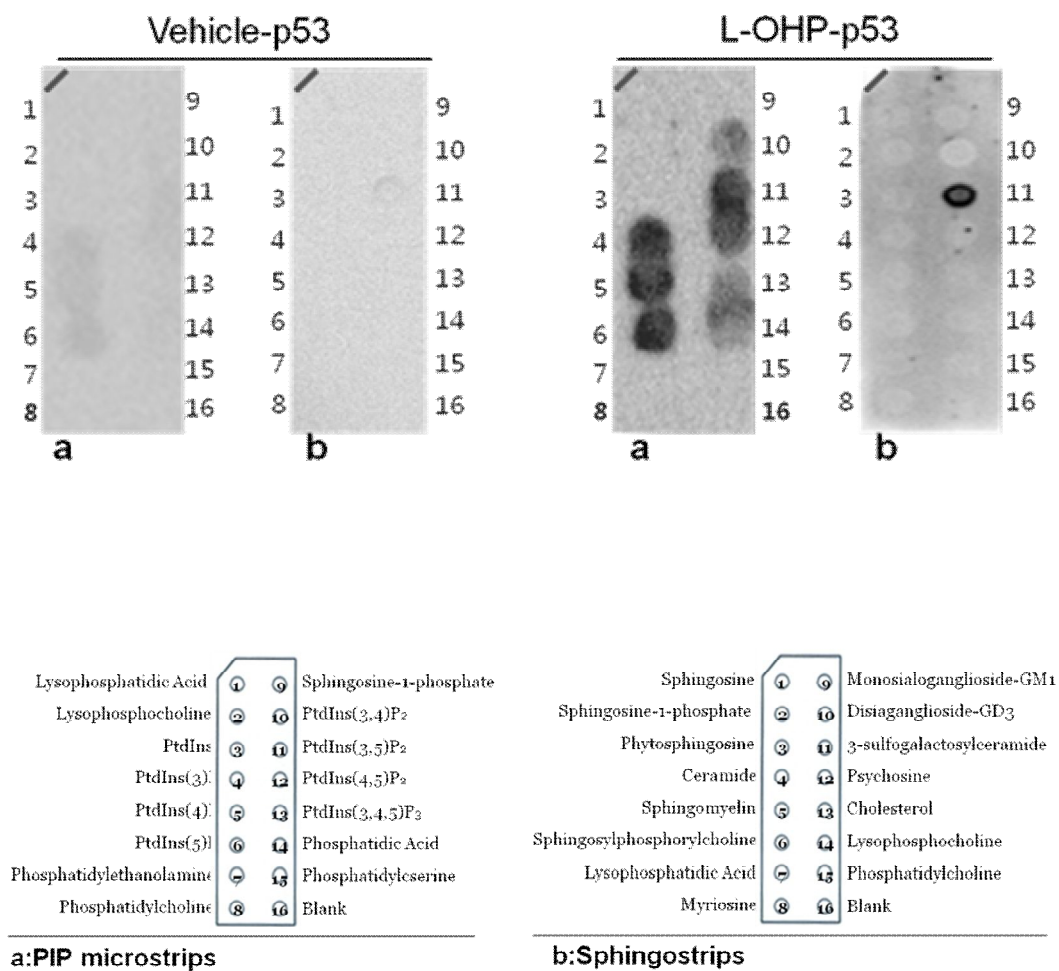 Vehicle-p53
L-OHP-p53
1 9 1 9 1 9 1 9
2 10 2 10 2 10 2 10
3 11 3 11 3 11 3 11
4 12 4 12 4 12 4 12
5 13 5 13 5 13 5 13
6 14 6 14 6 14 6 14
7 15 7 15 7 15 7 15
8 16 8 16 8 16 8 16
a b a b
Lysophosphatidic Acid 1 9 Sphingosine-1-phosphate
Lysophosphocholine 2 10 PtdIns(3,4)P2
PtdIns 3 11 PtdIns(3,5)P2
PtdIns(3) 4 12 PtdIns(4,5)P2
PtdIns(4) 5 13 PtdIns(3,4,5)P3
PtdIns(5) 6 14 Phosphatidic Acid
Phosphatidylethanolamine 7 15 Phosphatidylcserine
Phosphatidylcholine 8 16 Blank
a:PIP microstrips
Sphingosine 1 9 Monosialoganglioside-GM1
Sphingosine-1-phosphate 2 10 Disiaganglioside-GD3
Phytosphingosine 3 11 3-sulfogalactosylceramide
Ceramide 4 12 Psychosine
Sphingomyelin 5 13 Cholesterol
Sphingosylphosphorylcholine 6 14 Lysophosphocholine
Lysophosphatidic Acid 7 15 Phosphatidylcholine
Myriosine 8 16 Blank
b:Sphingostrips